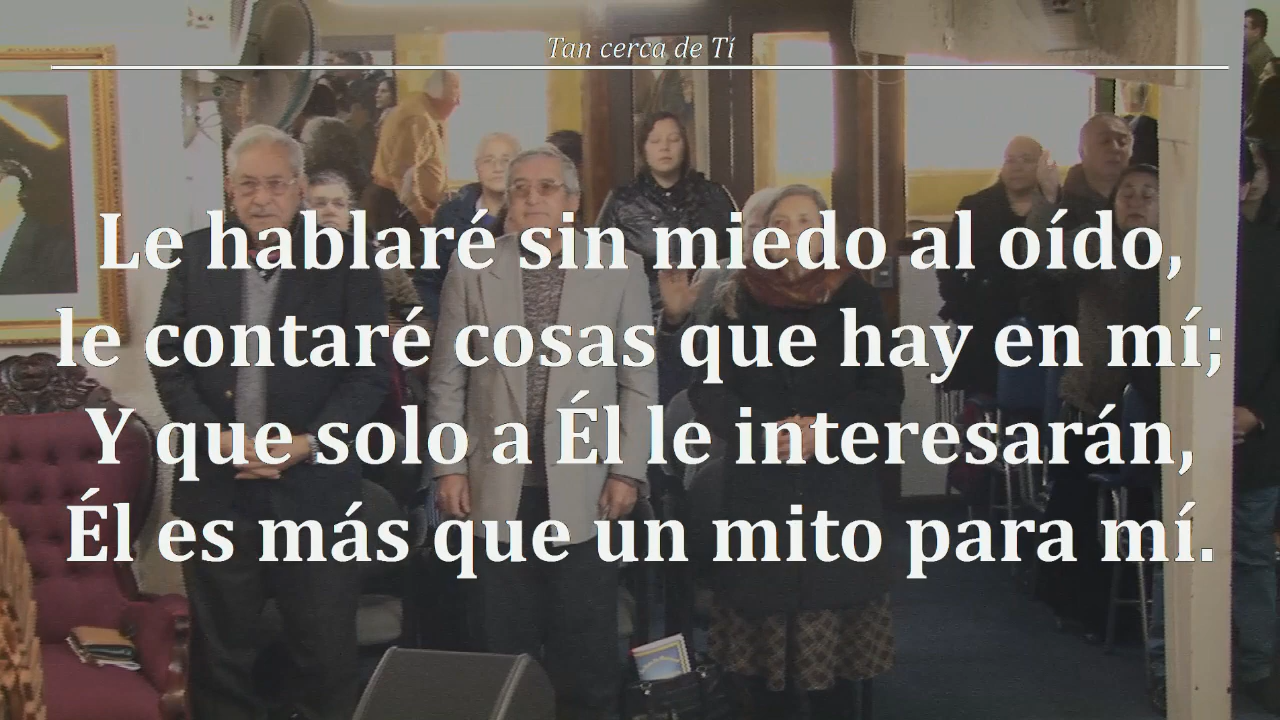 Tan cerca de Tí
Le hablaré sin miedo al oído,
le contaré cosas que hay en mí;
Y que solo a Él le interesarán,
Él es más que un mito para mí.